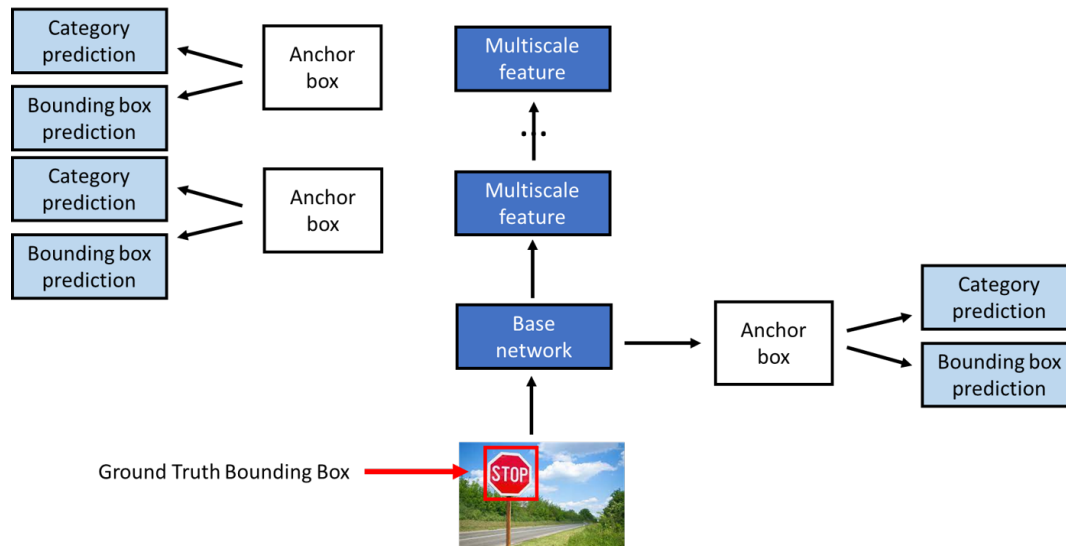 Category
prediction
Bounding box
prediction
Anchor
box
Category
prediction
Bounding box
prediction
Anchor
box
Multiscale
feature
...
Multiscale
feature
Base
network
Anchor
box
Category
prediction
Bounding box
prediction
Ground Truth Bounding Box
STOP